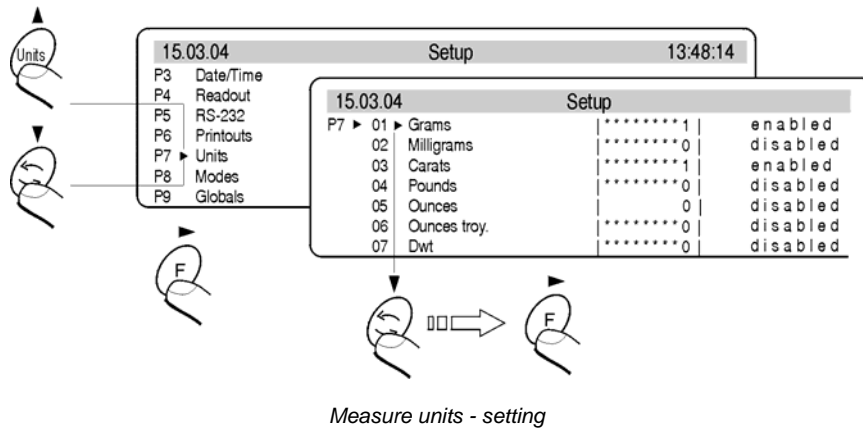 Units
15.03.04 Setup 13:48:14
P3 Date/Time
P4 Readout
P5 RS-232
P6 Printouts
P7 ► Units
P8 Modes
P9 Globals
F
15.03.04 Setup
P7 ► 01 ► Grams |********1| enabled
02 Milligrams |********0| disabled
03 Carats |********1| enabled
04 Pounds |********0| disabled
05 Ounces | 0| disabled
06 Ounces troy. |********0| disabled
07 Dwt |********0| disabled
F
Measure units - setting